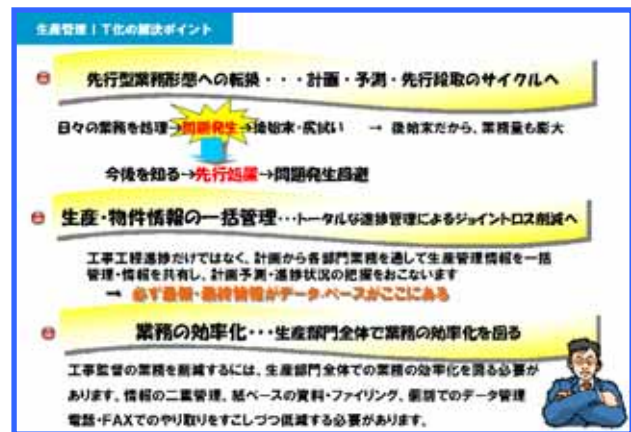 生産管理IT化の解決ポイント
先行型業務形態への転換・・・計画・予測・先行段取のサイクルへ
日々の業務を処理→問題発生→後始末・尻拭い → 後始末だから、業務量も膨大
今後を知る→先行処置→問題発生回避
生産・物件情報の一括管理・・・トータルな進捗管理によるジョイントロス削減へ
工事工程進捗だけではなく、計画から各部門業務を通して生産管理情報を一括
管理・情報を共有し、計画予測・進捗状況の把握をおこないます
→ 必ず最新・最終情報がデータ・ベースがここにある
業務の効率化・・・生産部門全体で業務の効率化を図る
工事監督の業務を削減するには、生産部門全体での業務の効率化を図る必要が
あります。情報の二重管理、紙ベースの資料・ファイリング、個別でのデータ管理
電話・FAXでのやり取りをすこしづつ低減する必要があります。